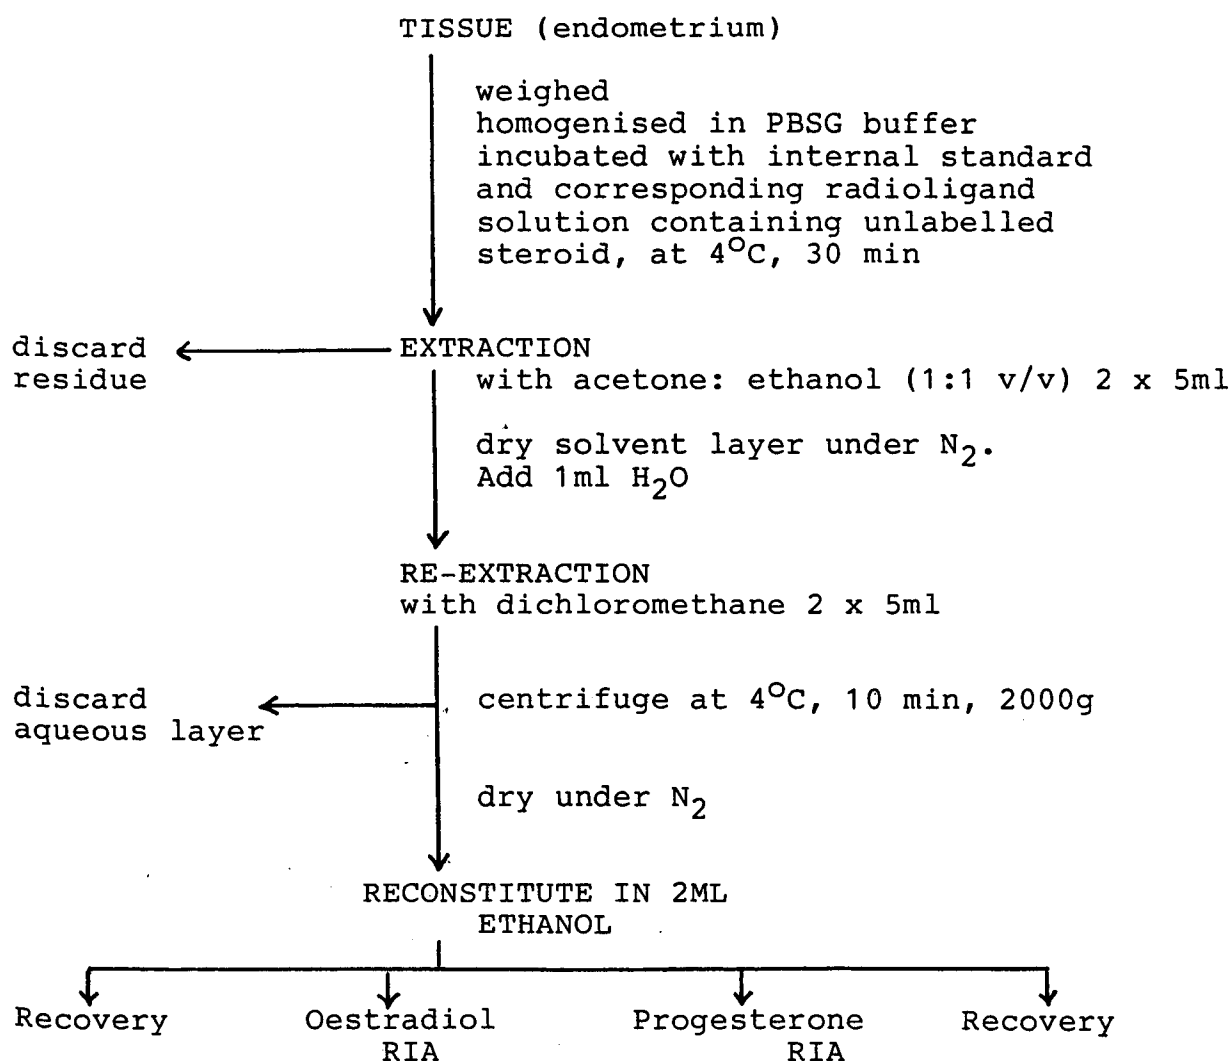 TISSUE (endometrium)
weighed
homogenised in PBSG buffer
incubated with internal standard
and corresponding radioligand
solution containing unlabelled
steroid, at 4°C, 30 min
discard
residue
EXTRACTION
with acetone: ethanol (1:1 v/v) 2 x 5ml
dry solvent layer under N₂.
Add 1ml H₂O
RE-EXTRACTION
with dichloromethane 2 x 5ml
discard
aqueous layer
centrifuge at 4°C, 10 min, 2000g
dry under N₂
RECONSTITUTE IN 2ML
ETHANOL
Recovery
Oestradiol
RIA
Progesterone
RIA
Recovery